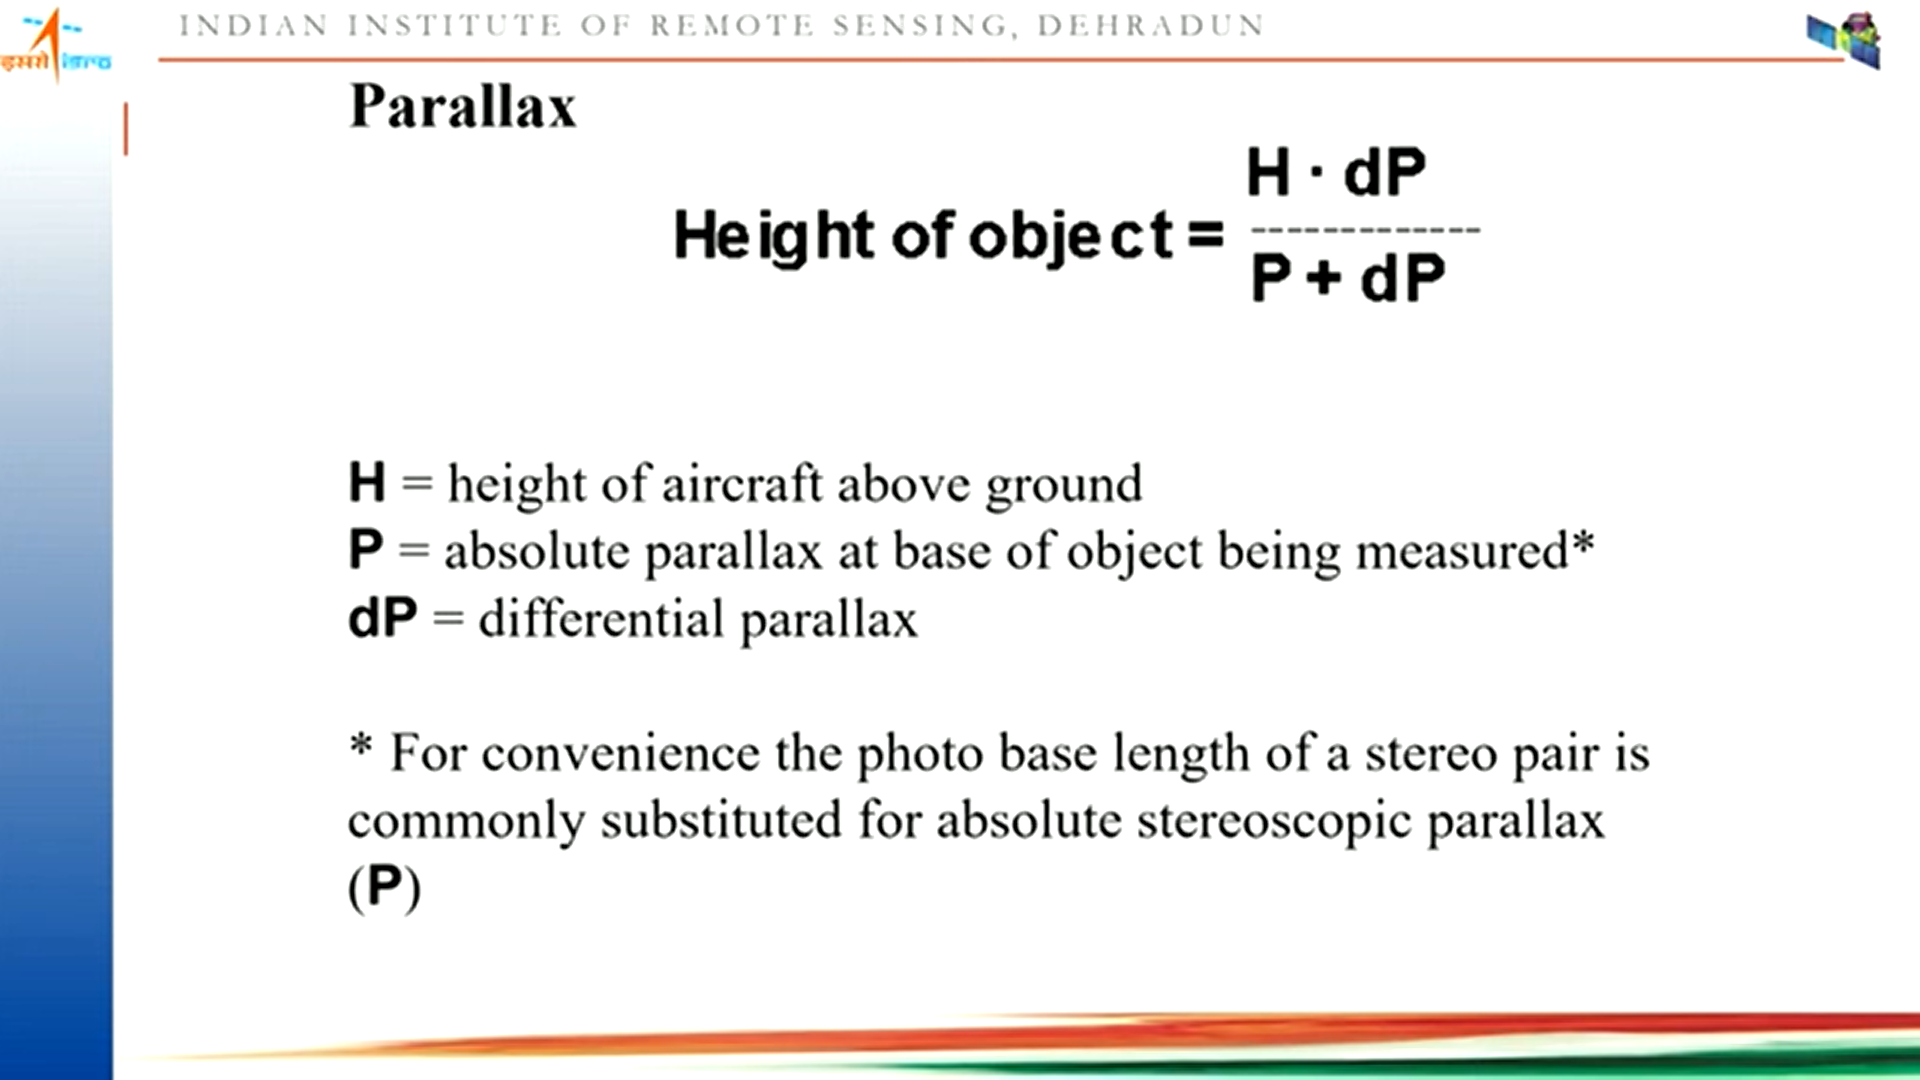 INDIAN INSTITUTE OF REMOTE SENSING, DEHRADUN
इसरो isro
Parallax
H · dP
Height of object = -------------
P + dP
H = height of aircraft above ground
P = absolute parallax at base of object being measured*
dP = differential parallax
* For convenience the photo base length of a stereo pair is
commonly substituted for absolute stereoscopic parallax
(P)